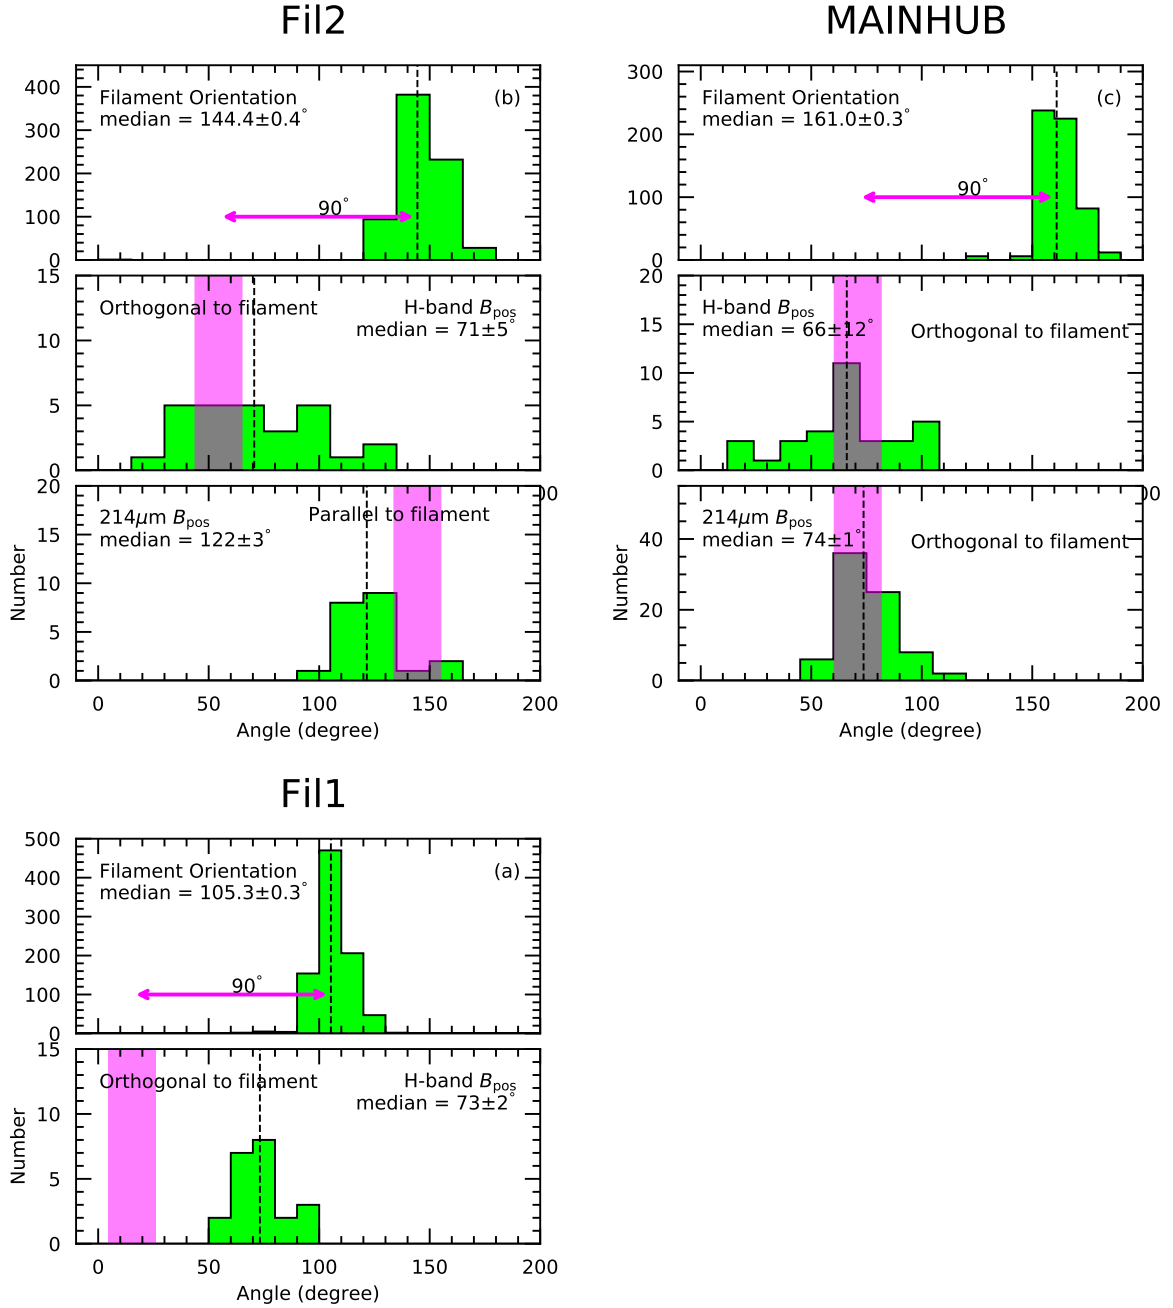 Fil2
Filament Orientation
median = 144.4±0.4°
(b)
90°
400
300
200
100
0
Orthogonal to filament
H-band Bpos
median = 71±5°
15
10
5
0
214μm Bpos
median = 122±3°
Parallel to filament
20
15
10
5
0
Number
0 50 100 150 200
Angle (degree)
00
MAINHUB
Filament Orientation
median = 161.0±0.3°
(c)
90°
300
200
100
0
H-band Bpos
median = 66±12°
Orthogonal to filament
20
15
10
5
0
214μm Bpos
median = 74±1°
Orthogonal to filament
40
20
0
Number
0 50 100 150 200
Angle (degree)
00
Fil1
Filament Orientation
median = 105.3±0.3°
(a)
90°
500
400
300
200
100
0
Orthogonal to filament
H-band Bpos
median = 73±2°
15
10
5
0
Number
0 50 100 150 200
Angle (degree)